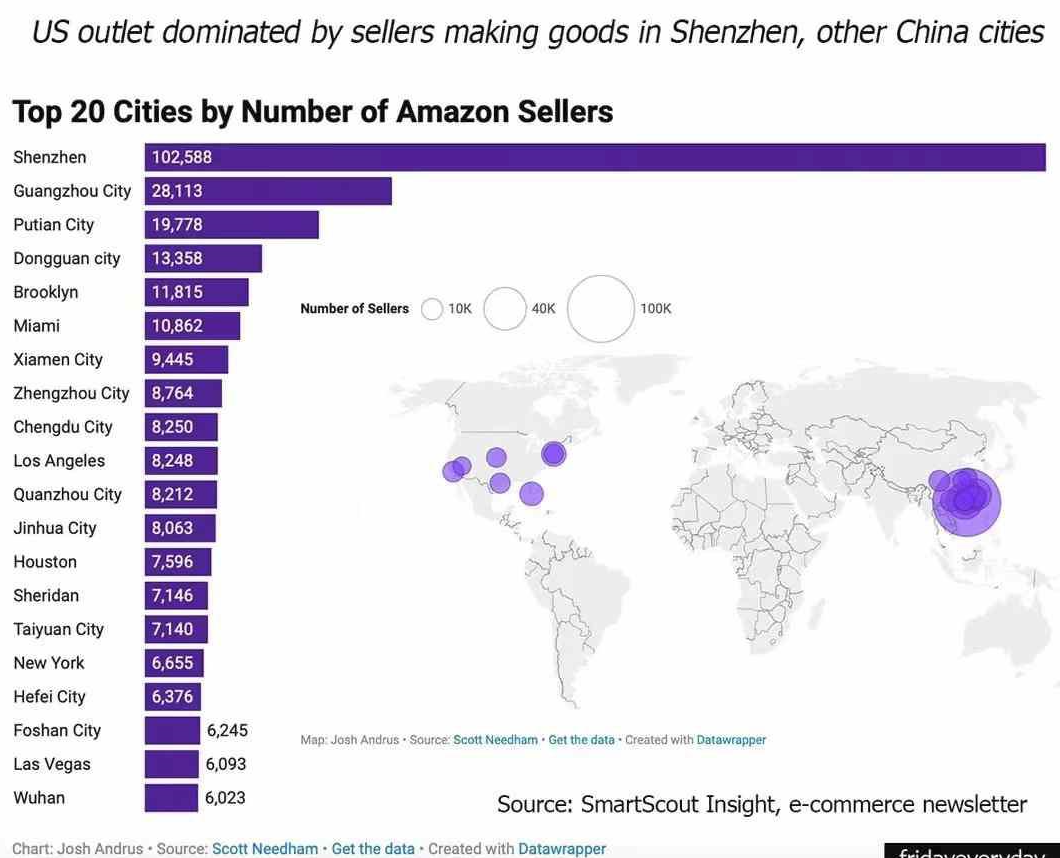 US outlet dominated by sellers making goods in Shenzhen, other China cities
Top 20 Cities by Number of Amazon Sellers
Shenzhen 102,588
Guangzhou City 28,113
Putian City 19,778
Dongguan city 13,358
Brooklyn 11,815
Miami 10,862
Xiamen City 9,445
Zhengzhou City 8,764
Chengdu City 8,250
Los Angeles 8,248
Quanzhou City 8,212
Jinhua City 8,063
Houston 7,596
Sheridan 7,146
Taiyuan City 7,140
New York 6,655
Hefei City 6,376
Foshan City 6,245
Las Vegas 6,093
Wuhan 6,023
Number of Sellers 10K 40K 100K
Map: Josh Andrus • Source: Scott Needham • Get the data • Created with Datawrapper
Source: SmartScout Insight, e-commerce newsletter
Chart: Josh Andrus • Source: Scott Needham • Get the data • Created with Datawrapper
fridayeveryday